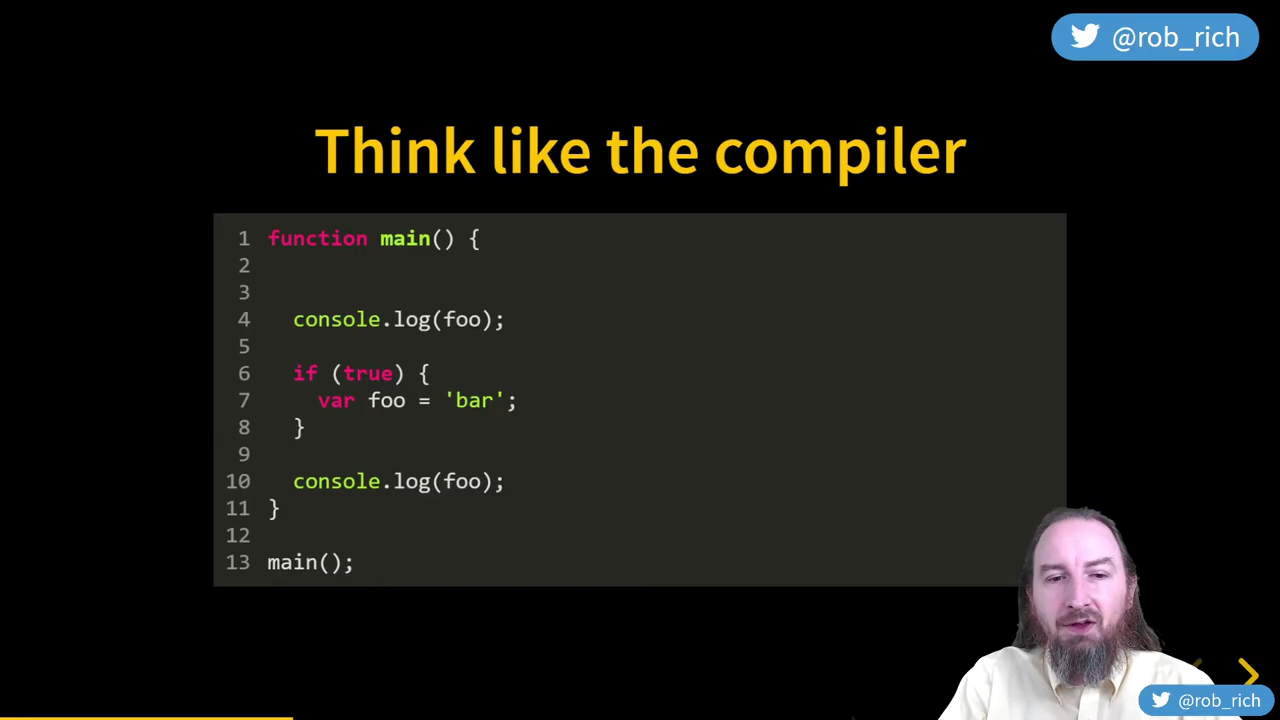 @rob_rich
Think like the compiler
1 function main() {
2
3
4 console.log(foo);
5
6 if (true) {
7 var foo = 'bar';
8 }
9
10 console.log(foo);
11 }
12
13 main();
@rob_rich